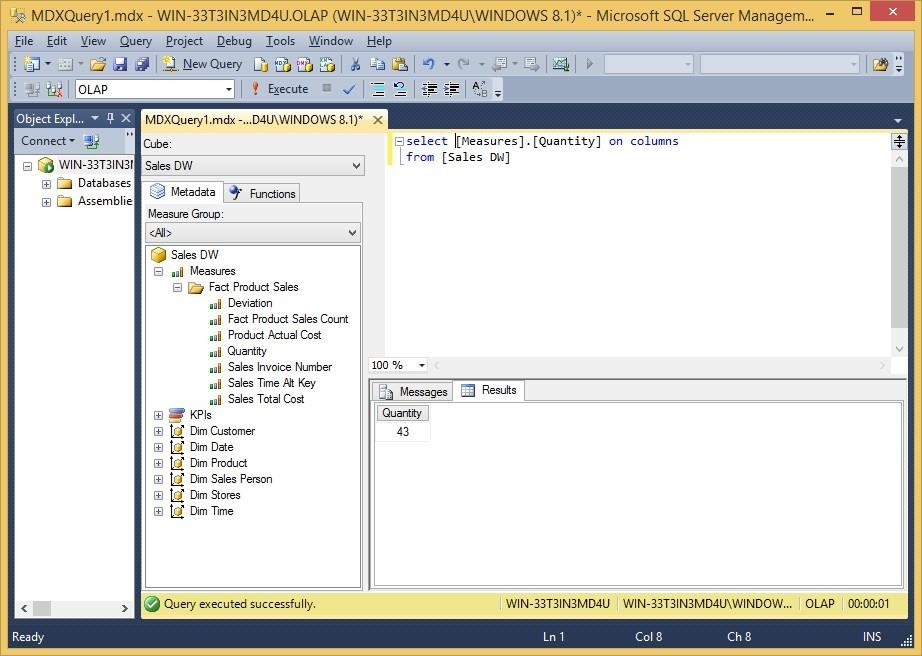 MDXQuery1.mdx - WIN-33T3IN3MD4U.OLAP (WIN-33T3IN3MD4U\WINDOWS 8.1)* - Microsoft SQL Server Managem...
File Edit View Query Project Debug Tools Window Help
New Query
OLAP
Execute
Object Expl...
Connect
WIN-33T3IN3M
Databases
Assemblie
MDXQuery1.mdx -...D4U\WINDOWS 8.1)*
Cube:
Sales DW
Metadata Functions
Measure Group:
<All>
Sales DW
Measures
Fact Product Sales
Deviation
Fact Product Sales Count
Product Actual Cost
Quantity
Sales Invoice Number
Sales Time Alt Key
Sales Total Cost
KPIs
Dim Customer
Dim Date
Dim Product
Dim Sales Person
Dim Stores
Dim Time
select [Measures].[Quantity] on columns
from [Sales DW]
100 %
Messages Results
Quantity
43
Query executed successfully. WIN-33T3IN3MD4U WIN-33T3IN3MD4U\WINDOW... OLAP 00:00:01
Ready Ln 1 Col 8 Ch 8 INS